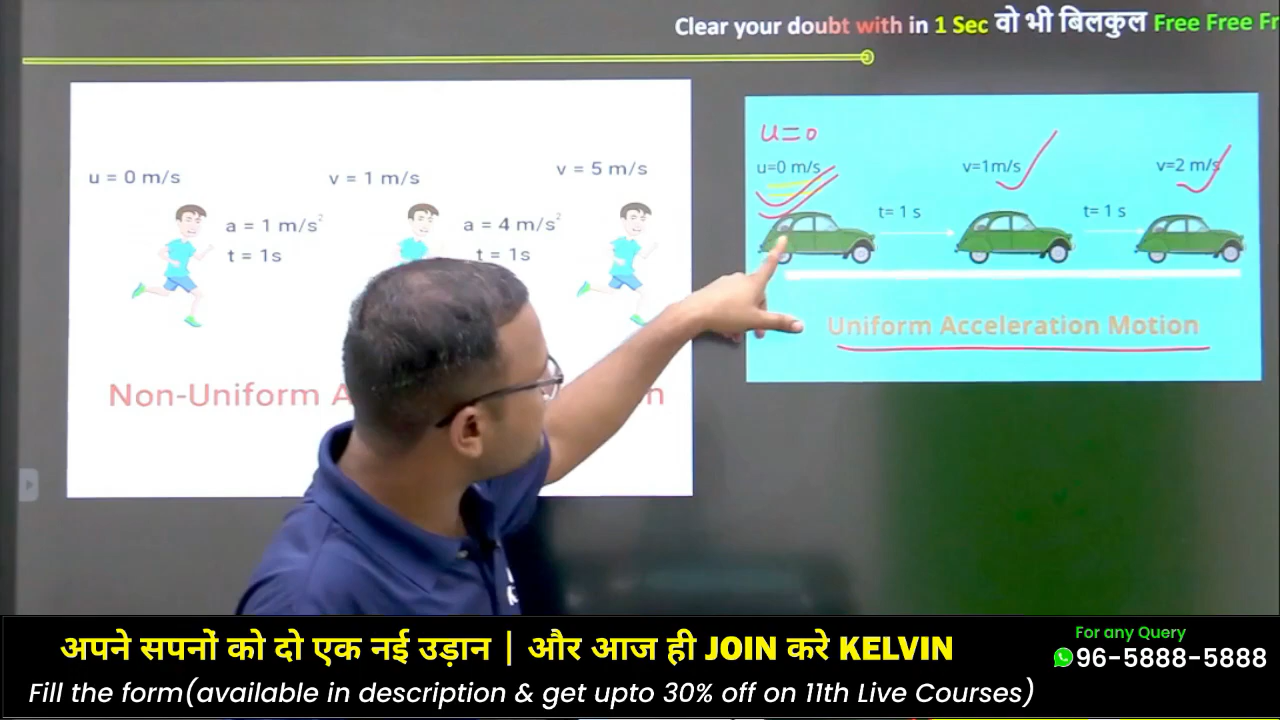 Clear your doubt with in 1 Sec वो भी बिलकुल Free Free Fr
u = 0 m/s
v = 1 m/s
v = 5 m/s
a = 1 m/s²
t = 1s
a = 4 m/s²
t = 1s
Non-Uniform A n
u=0
u=0 m/s
v=1m/s
v=2 m/s
t= 1 s
t= 1 s
Uniform Acceleration Motion
अपने सपनों को दो एक नई उड़ान | और आज ही JOIN करे KELVIN
Fill the form(available in description & get upto 30% off on 11th Live Courses)
For any Query
96-5888-5888